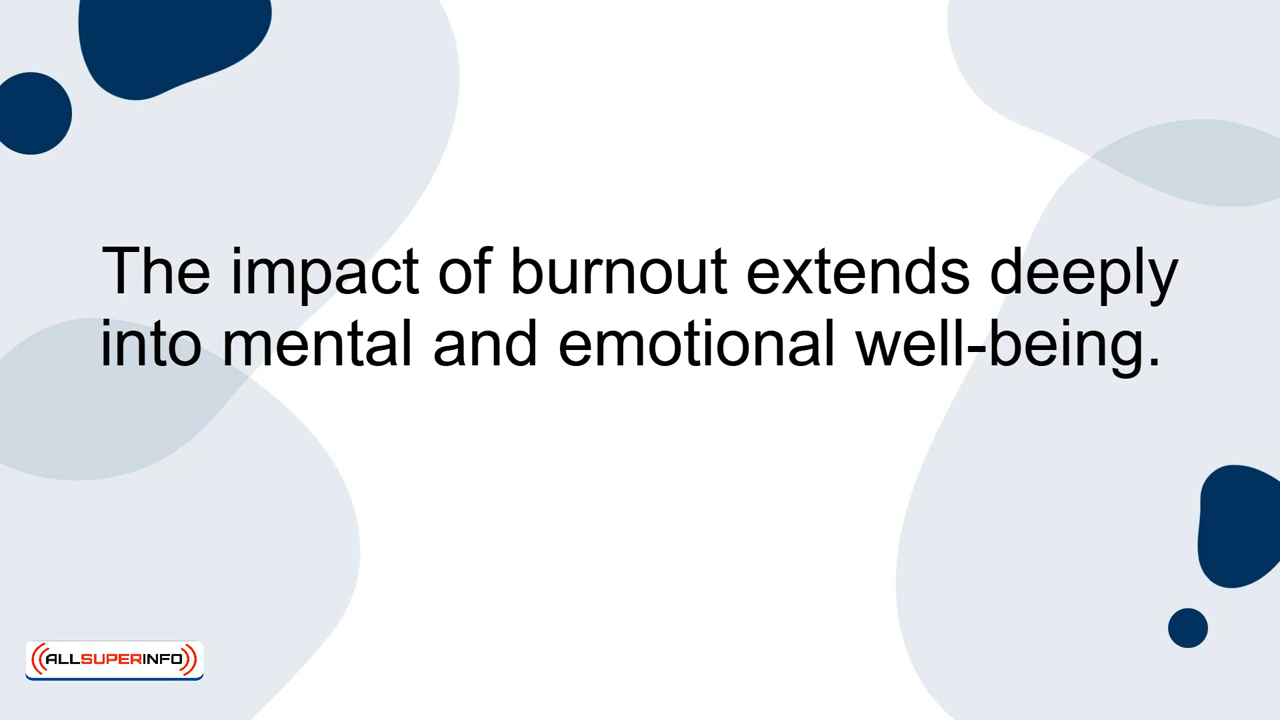 The impact of burnout extends deeply
into mental and emotional well-being.
ALLSUPERINFO